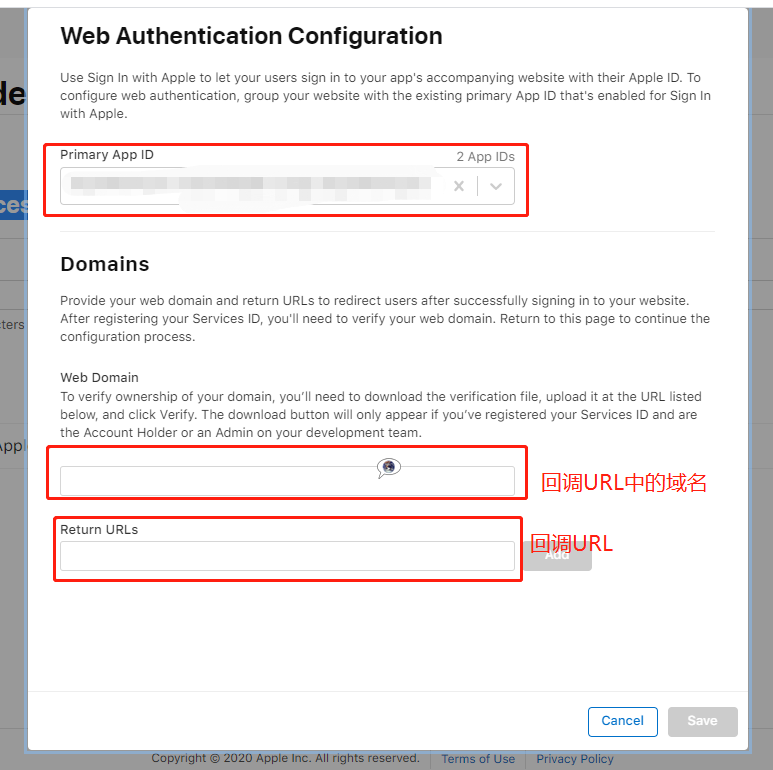 Web Authentication Configuration
Use Sign In with Apple to let your users sign in to your app's accompanying website with their Apple ID. To
configure web authentication, group your website with the existing primary App ID that's enabled for Sign In
with Apple.
Primary App ID
2 App IDs
Domains
Provide your web domain and return URLs to redirect users after successfully signing in to your website.
After registering your Services ID, you'll need to verify your web domain. Return to this page to continue the
configuration process.
Web Domain
To verify ownership of your domain, you’ll need to download the verification file, upload it at the URL listed
below, and click Verify. The download button will only appear if you’ve registered your Services ID and are
the Account Holder or an Admin on your development team.
回调URL中的域名
Return URLs
回调URL
Add
Cancel
Save
Copyright © 2020 Apple Inc. All rights reserved.
Terms of Use
Privacy Policy